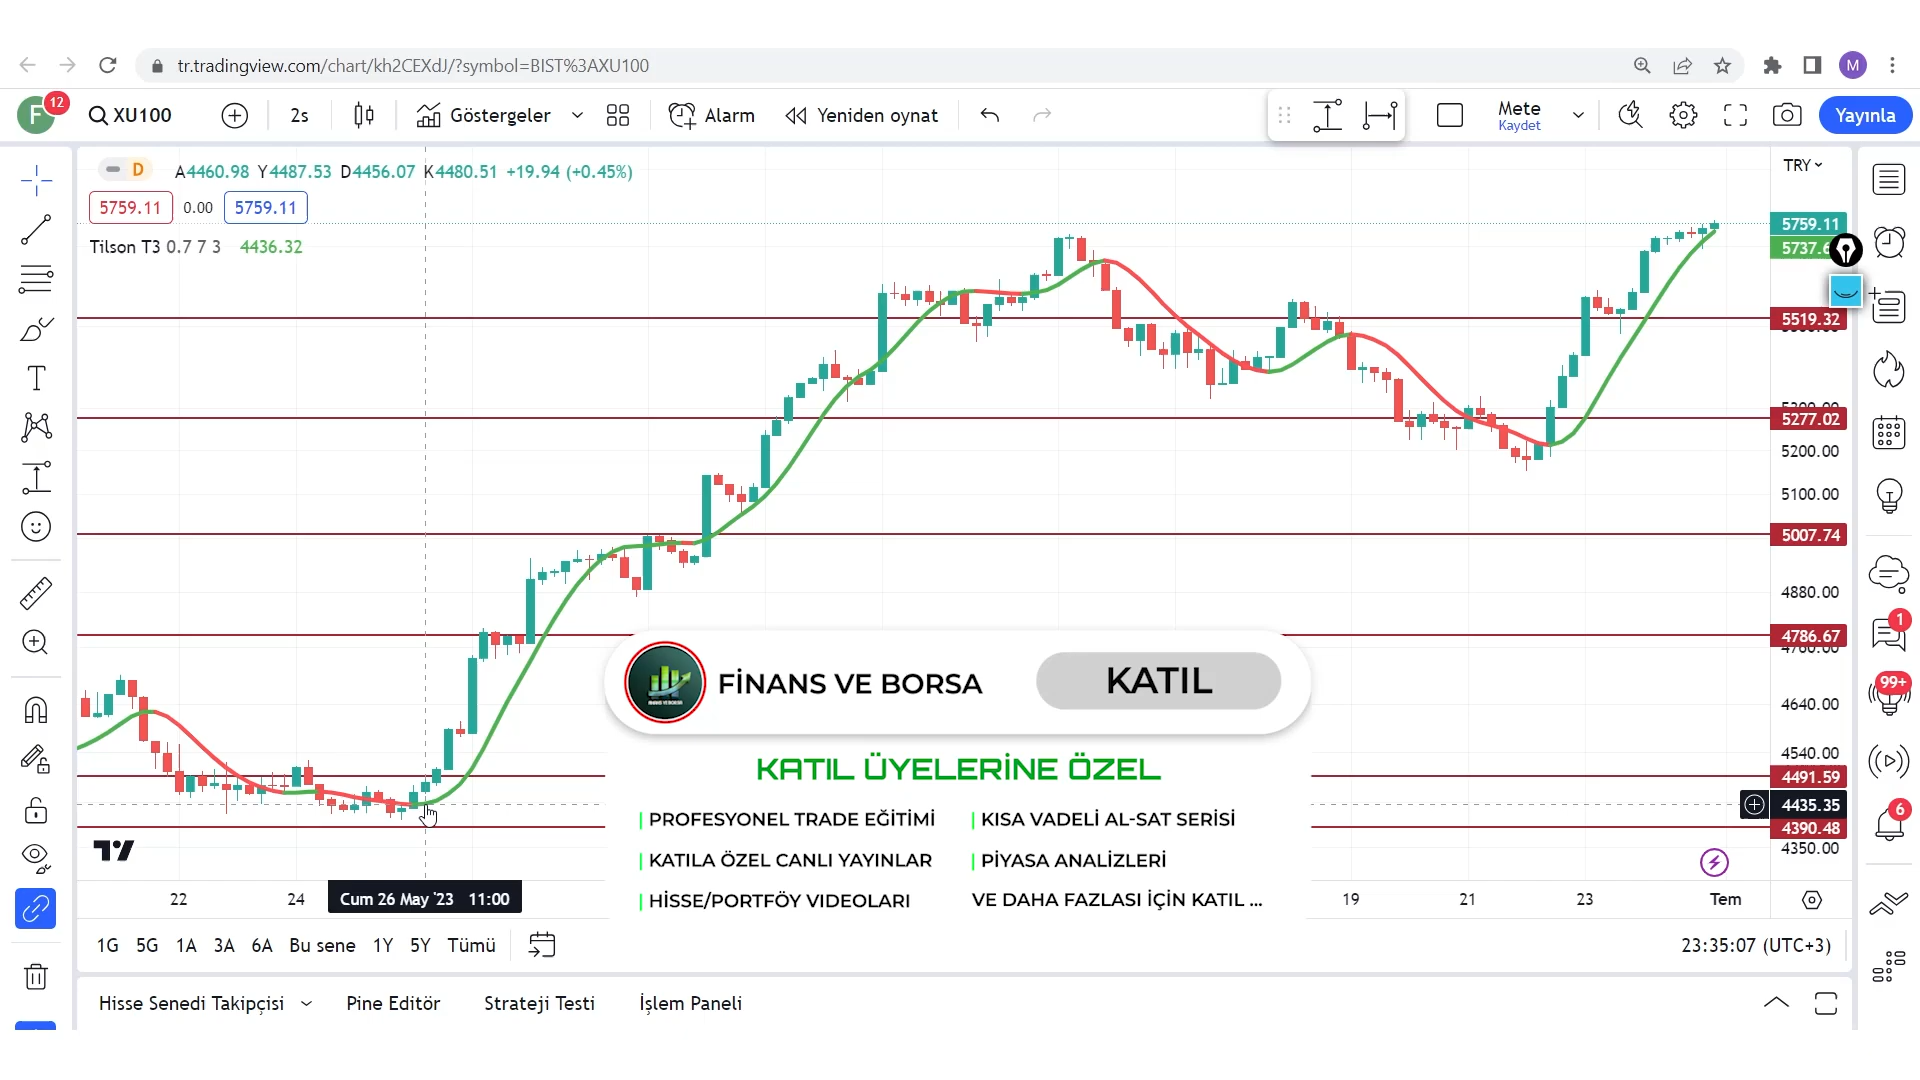 tr.tradingview.com/chart/kh2CEXdJ/?symbol=BIST%3AXU100
M
F 12 XU100 2s Göstergeler Alarm Yeniden oynat Mete Kaydet Yayınla
D A4460.98 Y4487.53 D4456.07 K4480.51 +19.94 (+0.45%) TRY
5759.11 0.00 5759.11
Tilson T3 0.7 7 3 4436.32
5759.11
5519.32
5277.02
5200.00
5100.00
5007.74
4880.00
4786.67
FİNANS VE BORSA KATIL
4640.00
4540.00
KATIL ÜYELERİNE ÖZEL
4491.59
4435.35
4390.48
4350.00
PROFESYONEL TRADE EĞİTİMİ KISA VADELİ AL-SAT SERİSİ
KATILA ÖZEL CANLI YAYINLAR PİYASA ANALİZLERİ
HİSSE/PORTFÖY VIDEOLARI VE DAHA FAZLASI İÇİN KATIL ...
22 24 Cum 26 May '23 11:00 19 21 23 Tem
1
99+
6
1G 5G 1A 3A 6A Bu sene 1Y 5Y Tümü 23:35:07 (UTC+3)
Hisse Senedi Takipçisi Pine Editör Strateji Testi İşlem Paneli